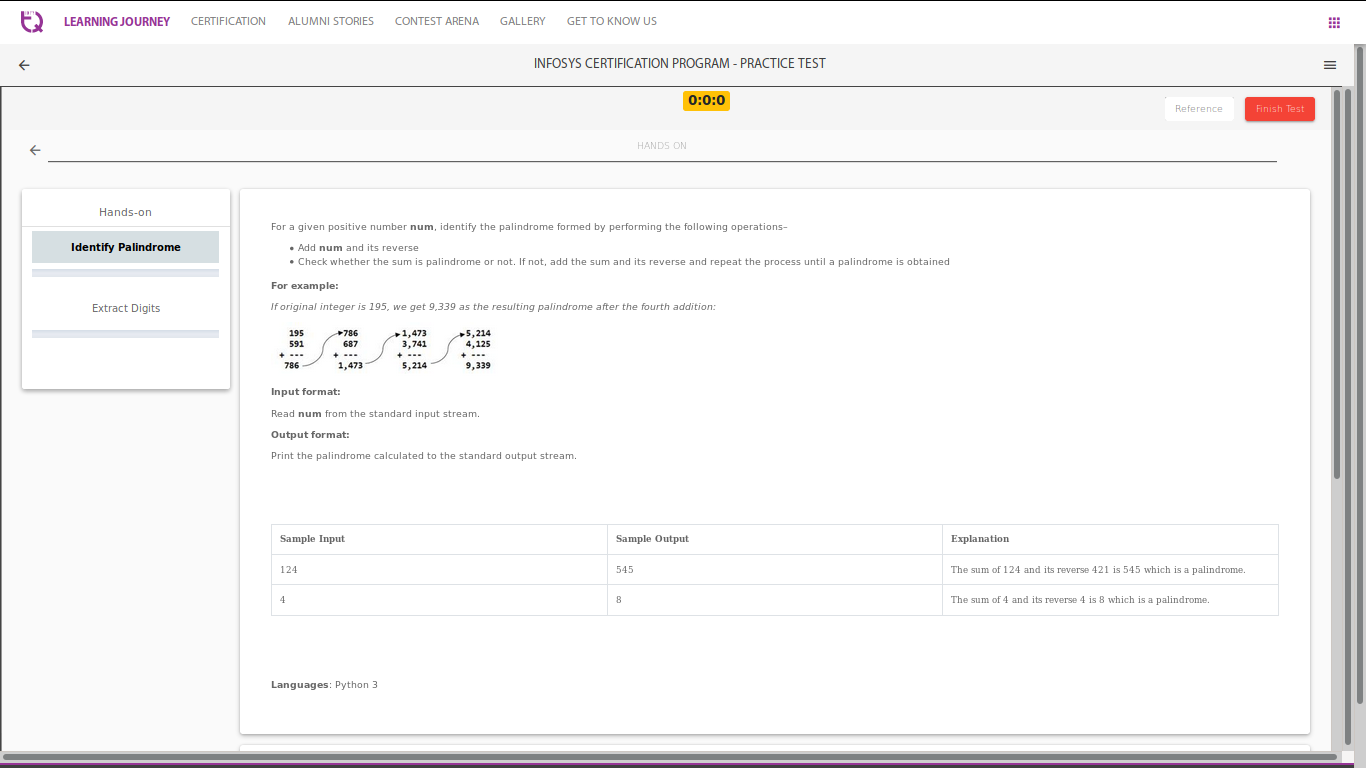 LEARNING JOURNEY CERTIFICATION ALUMNI STORIES CONTEST ARENA GALLERY GET TO KNOW US
INFOSYS CERTIFICATION PROGRAM - PRACTICE TEST
0:0:0
Reference Finish Test
HANDS ON
Hands-on
Identify Palindrome
Extract Digits
For a given positive number num, identify the palindrome formed by performing the following operations-
• Add num and its reverse
• Check whether the sum is palindrome or not. If not, add the sum and its reverse and repeat the process until a palindrome is obtained
For example:
If original integer is 195, we get 9,339 as the resulting palindrome after the fourth addition:
195 786 1,473 5,214
591 687 3,741 4,125
+ --- + --- + --- + ---
786 1,473 5,214 9,339
Input format:
Read num from the standard input stream.
Output format:
Print the palindrome calculated to the standard output stream.
Sample Input Sample Output Explanation
124 545 The sum of 124 and its reverse 421 is 545 which is a palindrome.
4 8 The sum of 4 and its reverse 4 is 8 which is a palindrome.
Languages: Python 3